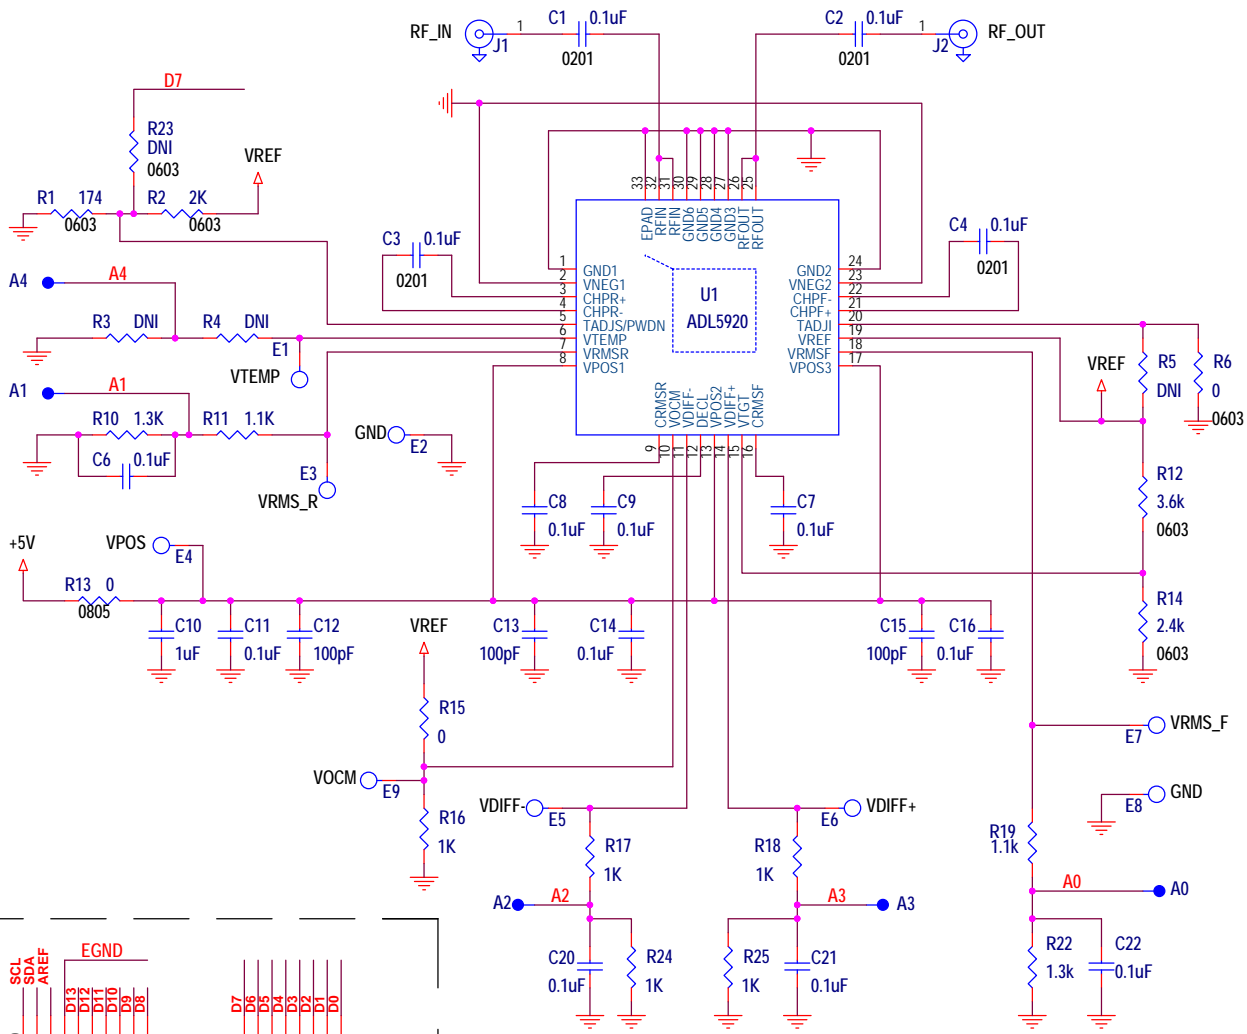 RF_IN
1
J1
C1
0.1uF
0201
C2
0.1uF
0201
1
J2
RF_OUT
D7
R23
DNI
0603
VREF
R1
174
0603
R2
2K
0603
C3
0.1uF
0201
C4
0.1uF
0201
33
32
31
30
29
28
27
26
25
EPAD
RFIN
RFIN
GND6
GND5
GND4
GND3
RFOUT
RFOUT
1 GND1
2 VNEG1
3 CHPR+
4 CHPR-
5 TADJS/PWDN
6 VTEMP
7 VRMSR
8 VPOS1
U1
ADL5920
GND2 24
VNEG2 23
CHPF- 22
CHPF+ 21
TADJI 20
VREF 19
VRMSF 18
VPOS3 17
CRMSR
VOCM
VDIFF-
DECL
VPOS2
VDIFF+
VTGT
CRMSF
9
10
11
12
13
14
15
16
A4
A4
R3
DNI
R4
DNI
E1
VTEMP
A1
A1
R10
1.3K
R11
1.1K
C6
0.1uF
E3
VRMS_R
GND
E2
VREF
R5
DNI
R6
0
0603
R12
3.6k
0603
R14
2.4k
0603
C8
0.1uF
C9
0.1uF
C7
0.1uF
+5V
VPOS
E4
R13
0
0805
C10
1uF
C11
0.1uF
C12
100pF
C13
100pF
C14
0.1uF
C15
100pF
C16
0.1uF
VREF
R15
0
VOCM
E9
R16
1K
VDIFF-
E5
R17
1K
A2
A2
C20
0.1uF
R24
1K
E6
VDIFF+
R18
1K
A3
A3
R25
1K
C21
0.1uF
E7
VRMS_F
E8
GND
R19
1.1k
A0
A0
R22
1.3k
C22
0.1uF
EGND
SCL
SDA
AREF
D13
D12
D11
D10
D9
D8
D7
D6
D5
D4
D3
D2
D1
D0